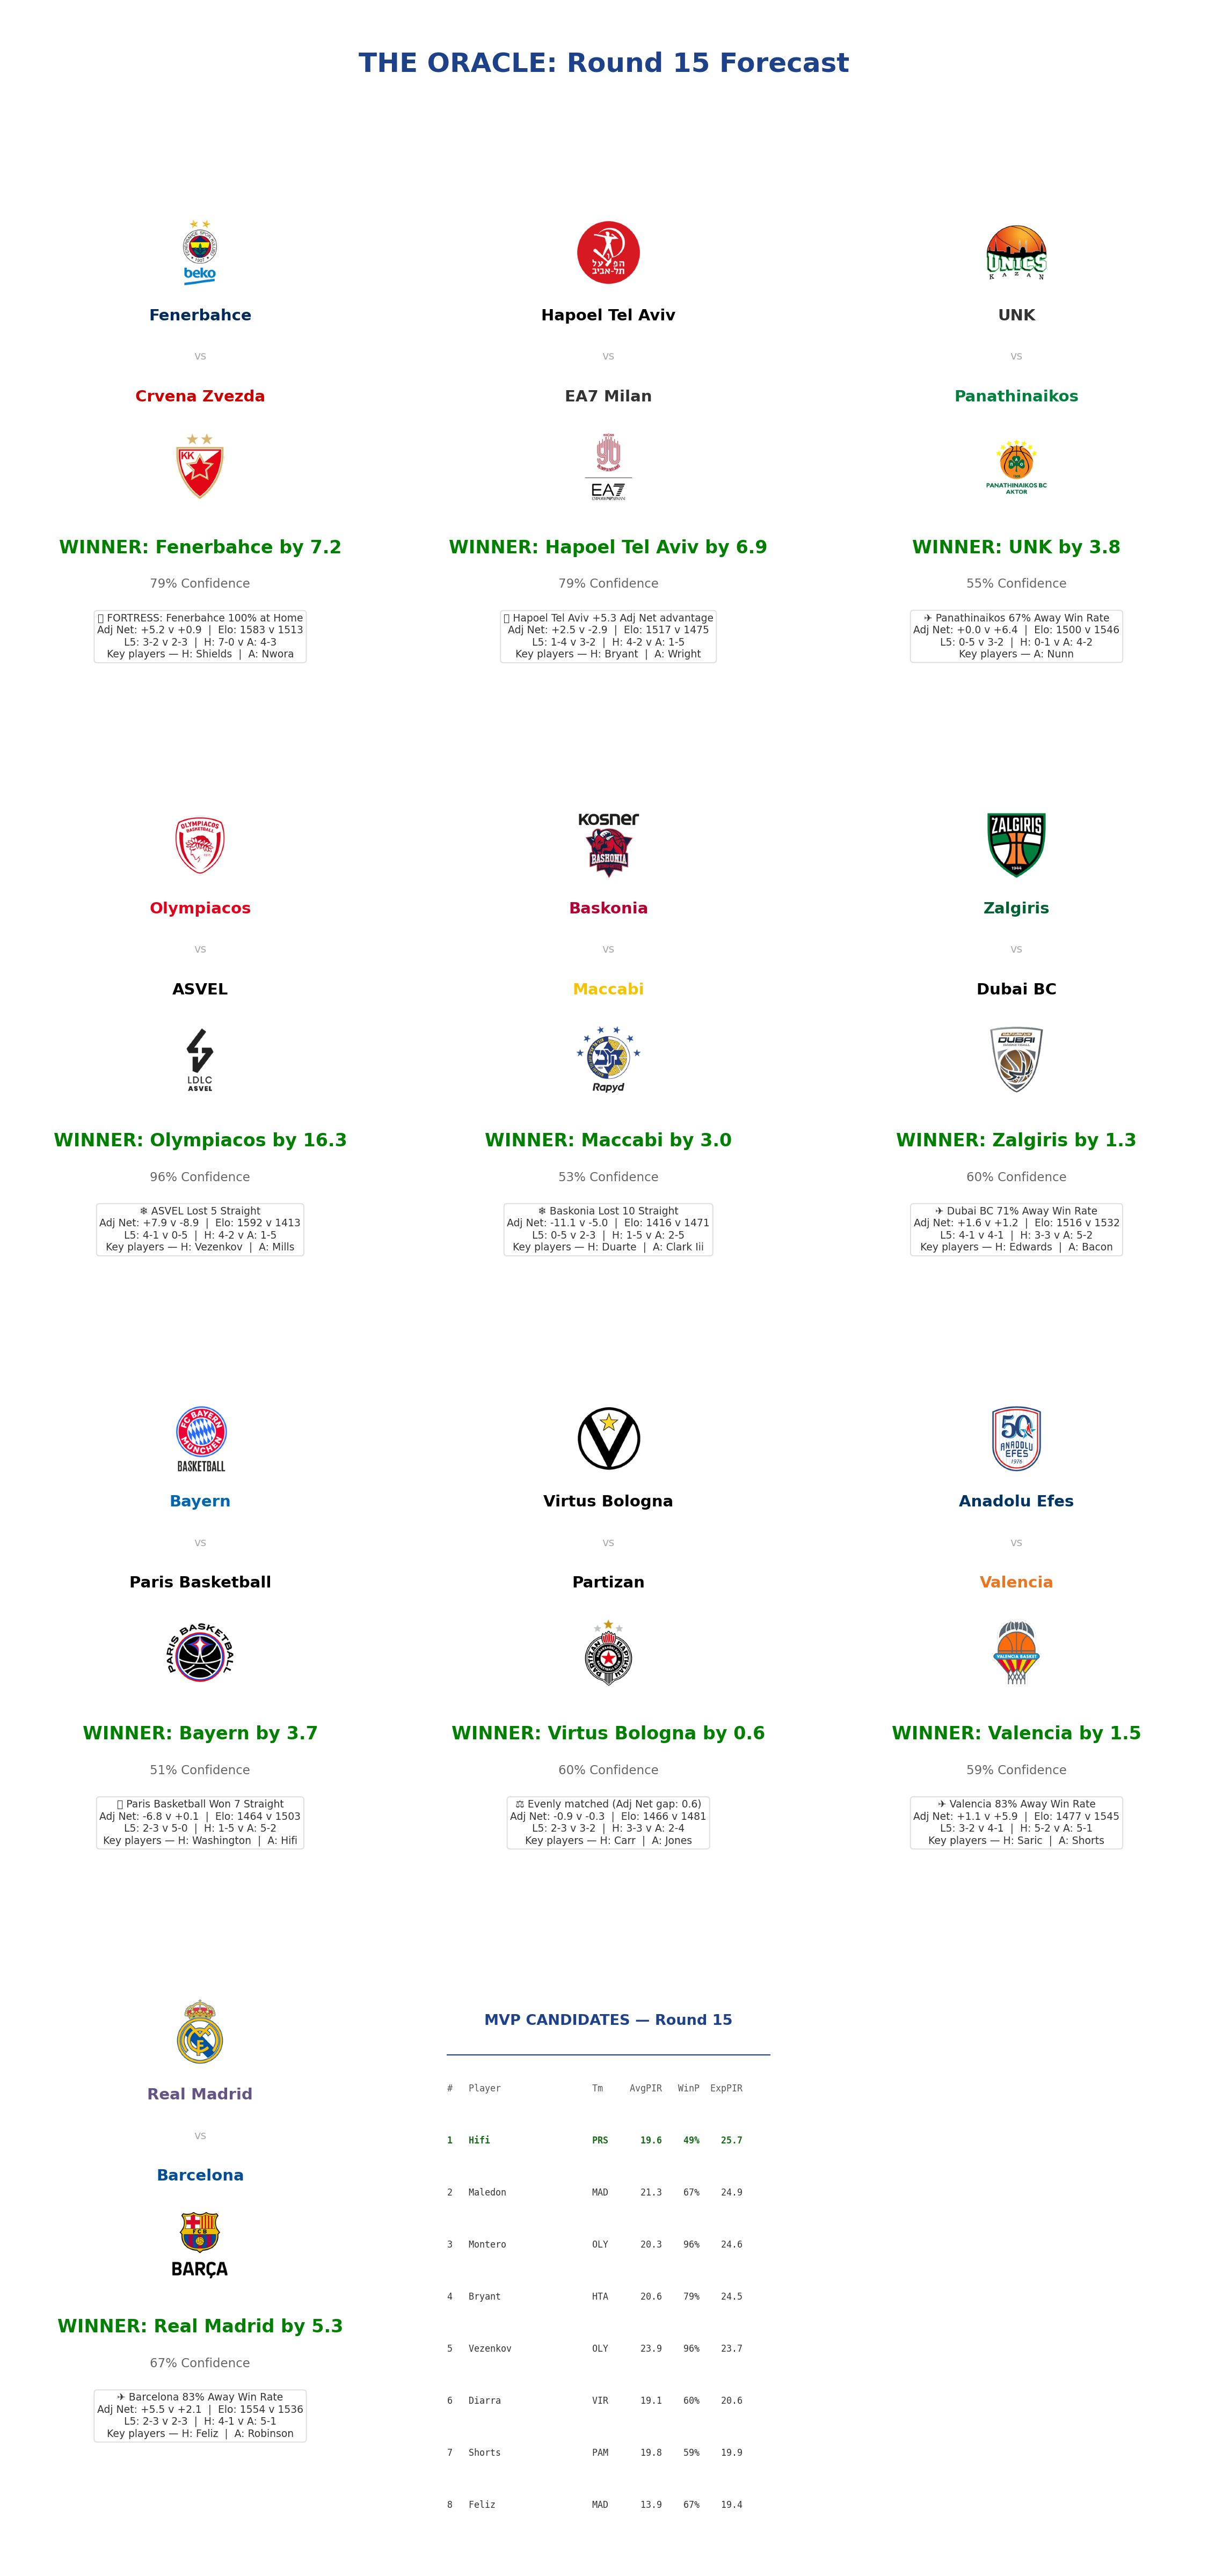 THE ORACLE: Round 15 Forecast
beko
Fenerbahce
vs
Crvena Zvezda
KK
WINNER: Fenerbahce by 7.2
79% Confidence
FORTRESS: Fenerbahce 100% at Home
Adj Net: +5.2 v +0.9 | Elo: 1583 v 1513
L5: 3-2 v 2-3 | H: 7-0 v A: 4-3
Key players — H: Shields | A: Nwora
הפועל
תל-אביב
Hapoel Tel Aviv
vs
EA7 Milan
90
EA7
WINNER: Hapoel Tel Aviv by 6.9
79% Confidence
Hapoel Tel Aviv +5.3 Adj Net advantage
Adj Net: +2.5 v -2.9 | Elo: 1517 v 1475
L5: 1-4 v 3-2 | H: 4-2 v A: 1-5
Key players — H: Bryant | A: Wright
UNICS
KAZAN
UNK
vs
Panathinaikos
PANATHINAIKOS BC
AKTOR
WINNER: UNK by 3.8
55% Confidence
✈ Panathinaikos 67% Away Win Rate
Adj Net: +0.0 v +6.4 | Elo: 1500 v 1546
L5: 0-5 v 3-2 | H: 0-1 v A: 4-2
Key players — A: Nunn
OLYMPIACOS
BASKETBALL
Olympiacos
vs
ASVEL
LDLC
ASVEL
WINNER: Olympiacos by 16.3
96% Confidence
❄ ASVEL Lost 5 Straight
Adj Net: +7.9 v -8.9 | Elo: 1592 v 1413
L5: 4-1 v 0-5 | H: 4-2 v A: 1-5
Key players — H: Vezenkov | A: Mills
Kosner
BASKONIA
Baskonia
vs
Maccabi
Rapyd
WINNER: Maccabi by 3.0
53% Confidence
❄ Baskonia Lost 10 Straight
Adj Net: -11.1 v -5.0 | Elo: 1416 v 1471
L5: 0-5 v 2-3 | H: 1-5 v A: 2-5
Key players — H: Duarte | A: Clark Iii
ZALGIRIS
1944
Zalgiris
vs
Dubai BC
DUBAI
WINNER: Zalgiris by 1.3
60% Confidence
✈ Dubai BC 71% Away Win Rate
Adj Net: +1.6 v +1.2 | Elo: 1516 v 1532
L5: 4-1 v 4-1 | H: 3-3 v A: 5-2
Key players — H: Edwards | A: Bacon
FC BAYERN
MÜNCHEN
BASKETBALL
Bayern
vs
Paris Basketball
PARIS BASKETBALL
WINNER: Bayern by 3.7
51% Confidence
Paris Basketball Won 7 Straight
Adj Net: -6.8 v +0.1 | Elo: 1464 v 1503
L5: 2-3 v 5-0 | H: 1-5 v A: 5-2
Key players — H: Washington | A: Hifi
V
Virtus Bologna
vs
Partizan
WINNER: Virtus Bologna by 0.6
60% Confidence
⚖ Evenly matched (Adj Net gap: 0.6)
Adj Net: -0.9 v -0.3 | Elo: 1466 v 1481
L5: 2-3 v 3-2 | H: 3-3 v A: 2-4
Key players — H: Carr | A: Jones
50
ANADOLU
EFES
1976
Anadolu Efes
vs
Valencia
VALENCIA BASKET
WINNER: Valencia by 1.5
59% Confidence
✈ Valencia 83% Away Win Rate
Adj Net: +1.1 v +5.9 | Elo: 1477 v 1545
L5: 3-2 v 4-1 | H: 5-2 v A: 5-1
Key players — H: Saric | A: Shorts
Real Madrid
vs
Barcelona
FCB
BARÇA
WINNER: Real Madrid by 5.3
67% Confidence
✈ Barcelona 83% Away Win Rate
Adj Net: +5.5 v +2.1 | Elo: 1554 v 1536
L5: 2-3 v 2-3 | H: 4-1 v A: 5-1
Key players — H: Feliz | A: Robinson
MVP CANDIDATES — Round 15
# Player Tm AvgPIR WinP ExpPIR
1 Hifi PRS 19.6 49% 25.7
2 Maledon MAD 21.3 67% 24.9
3 Montero OLY 20.3 96% 24.6
4 Bryant HTA 20.6 79% 24.5
5 Vezenkov OLY 23.9 96% 23.7
6 Diarra VIR 19.1 60% 20.6
7 Shorts PAM 19.8 59% 19.9
8 Feliz MAD 13.9 67% 19.4